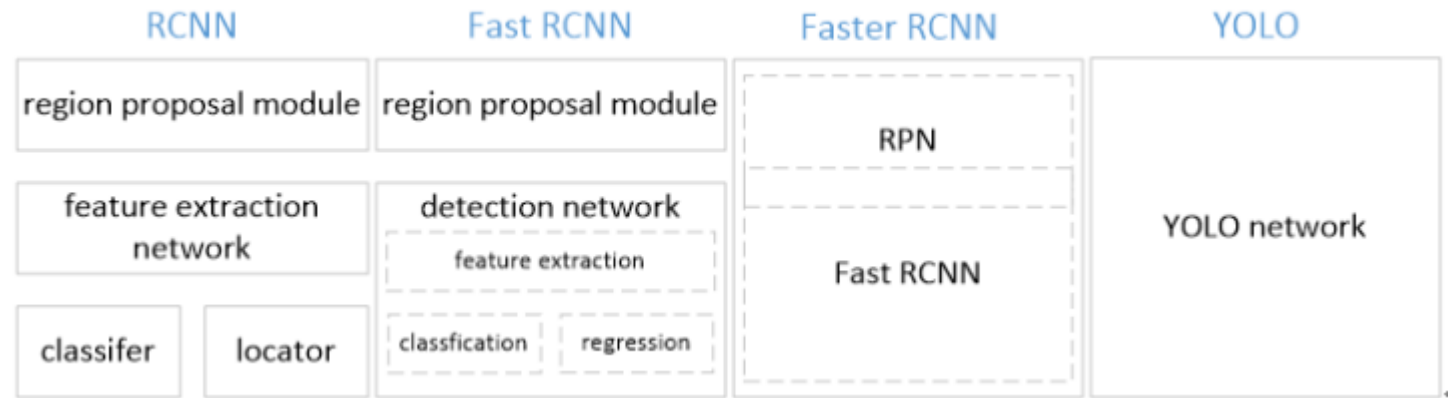 RCNN
Fast RCNN
Faster RCNN
YOLO
region proposal module
region proposal module
RPN
feature extraction
network
detection network
feature extraction
YOLO network
Fast RCNN
classifer
locator
classfication
regression